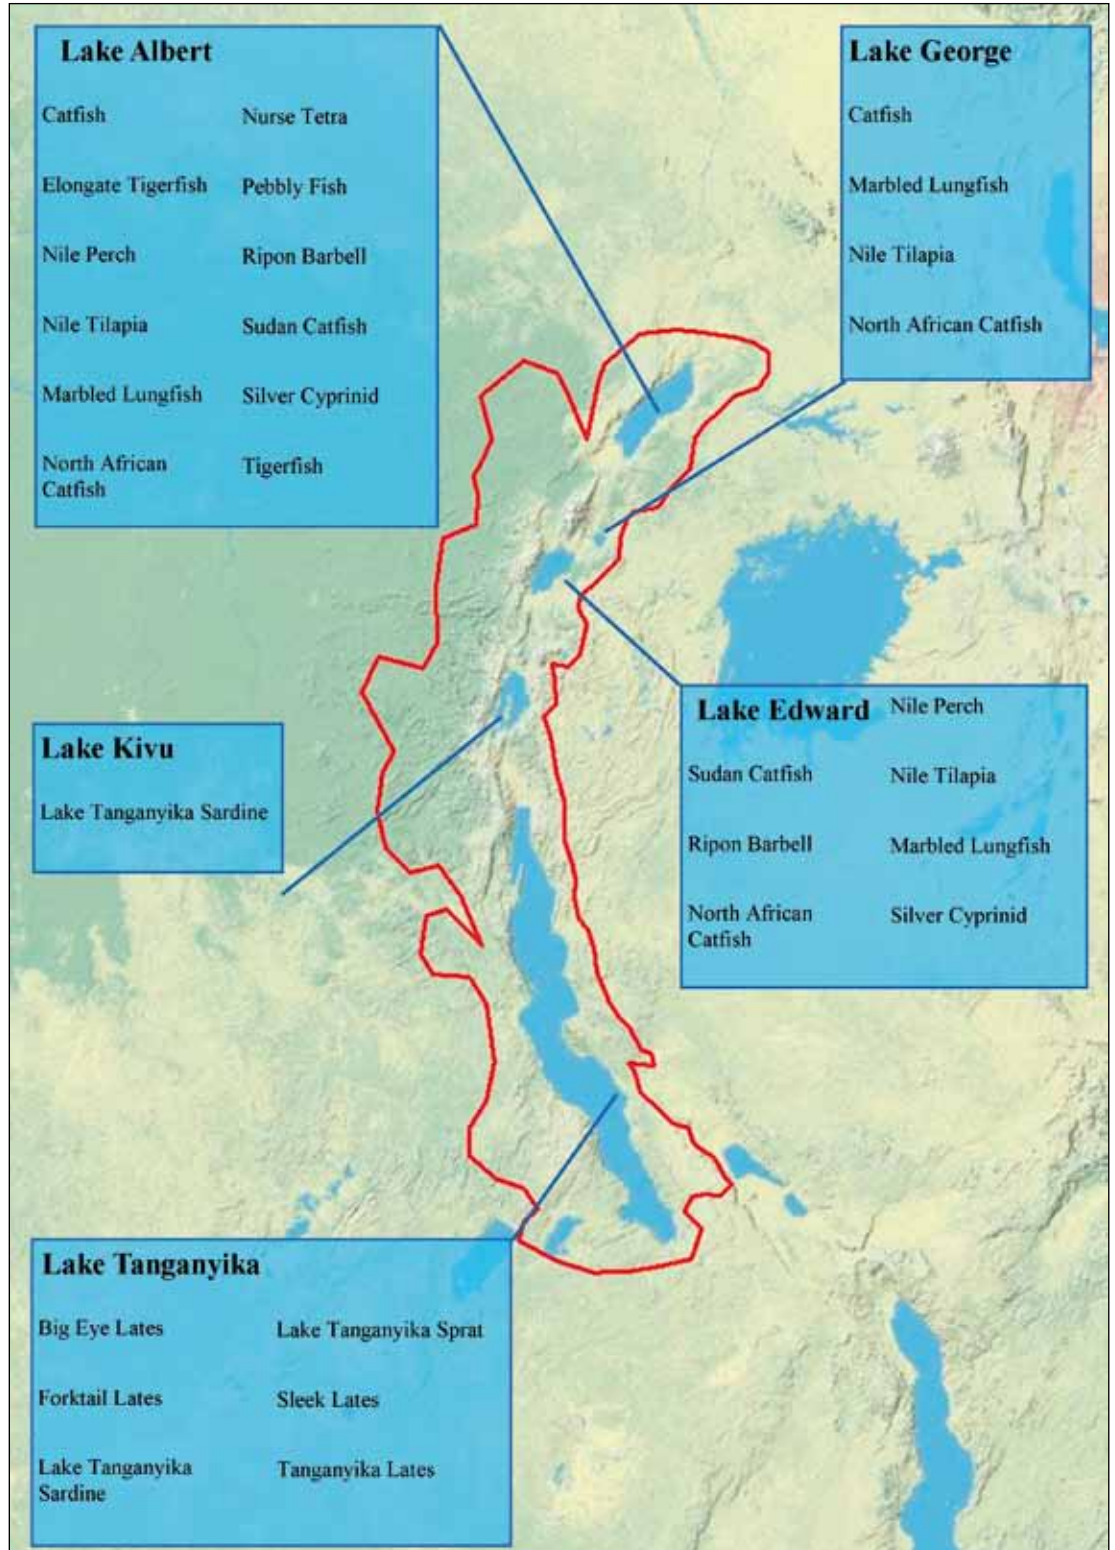 Lake Albert
Catfish
Nurse Tetra
Elongate Tigerfish
Pebbly Fish
Nile Perch
Ripon Barbell
Nile Tilapia
Sudan Catfish
Marbled Lungfish
Silver Cyprinid
North African
Catfish
Tigerfish
Lake George
Catfish
Marbled Lungfish
Nile Tilapia
North African Catfish
Lake Kivu
Lake Tanganyika Sardine
Lake Edward
Nile Perch
Sudan Catfish
Nile Tilapia
Ripon Barbell
Marbled Lungfish
North African
Catfish
Silver Cyprinid
Lake Tanganyika
Big Eye Lates
Lake Tanganyika Sprat
Forktail Lates
Sleek Lates
Lake Tanganyika
Sardine
Tanganyika Lates